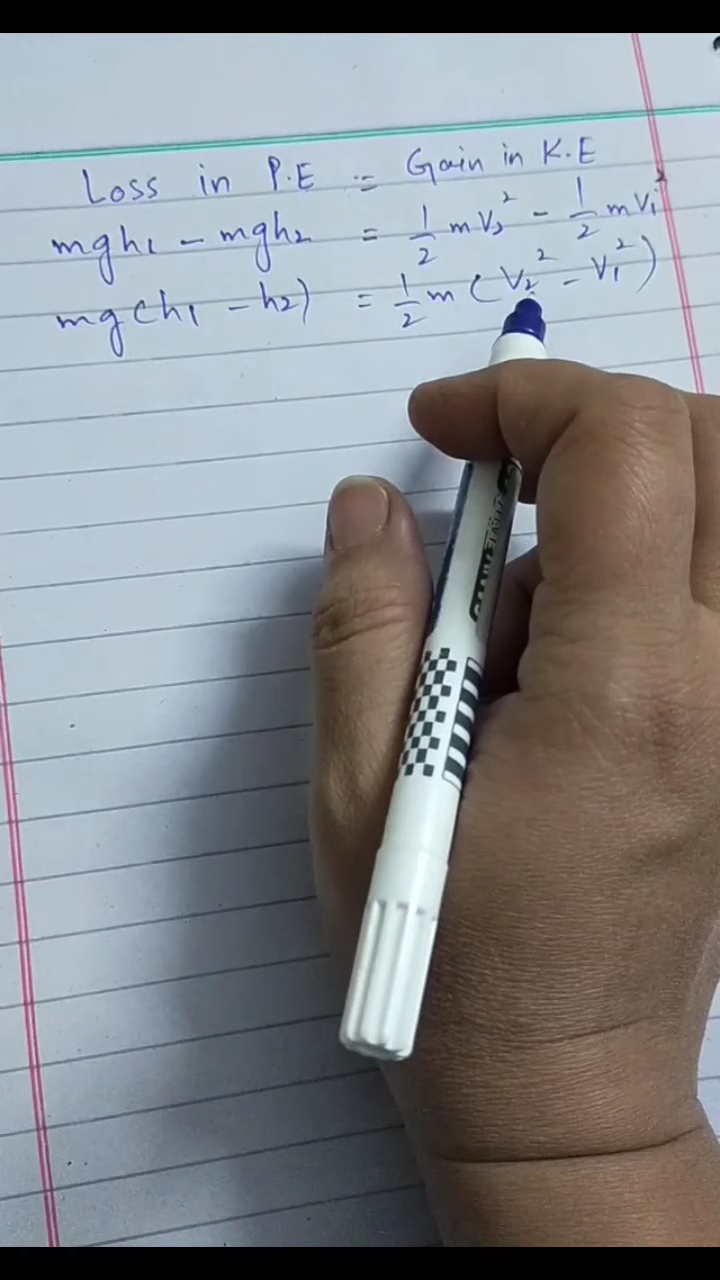 Loss in P.E = Gain in K.E
mgh₁ - mgh₂ = 1/2 mv₂² - 1/2 mv₁²
mg(h₁ - h₂) = 1/2 m (v₂² - v₁²)